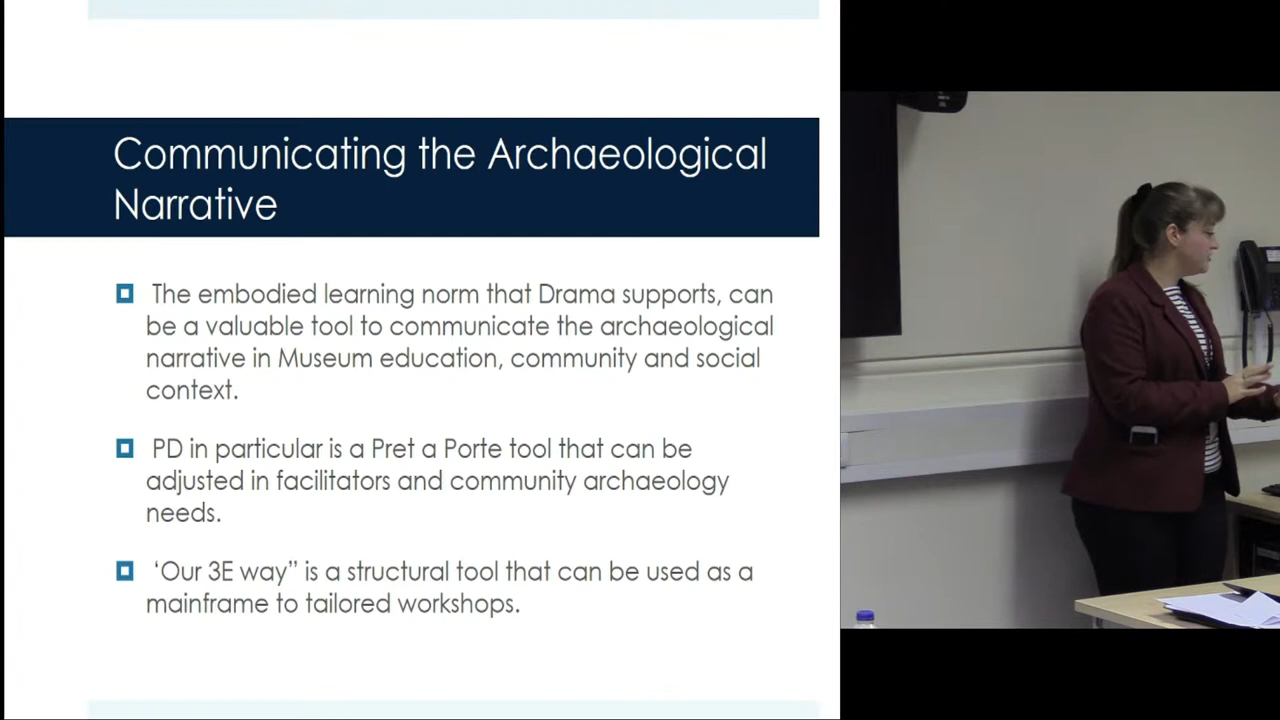 Communicating the Archaeological
Narrative
The embodied learning norm that Drama supports, can
be a valuable tool to communicate the archaeological
narrative in Museum education, community and social
context.
PD in particular is a Pret a Porte tool that can be
adjusted in facilitators and community archaeology
needs.
‘Our 3E way” is a structural tool that can be used as a
mainframe to tailored workshops.